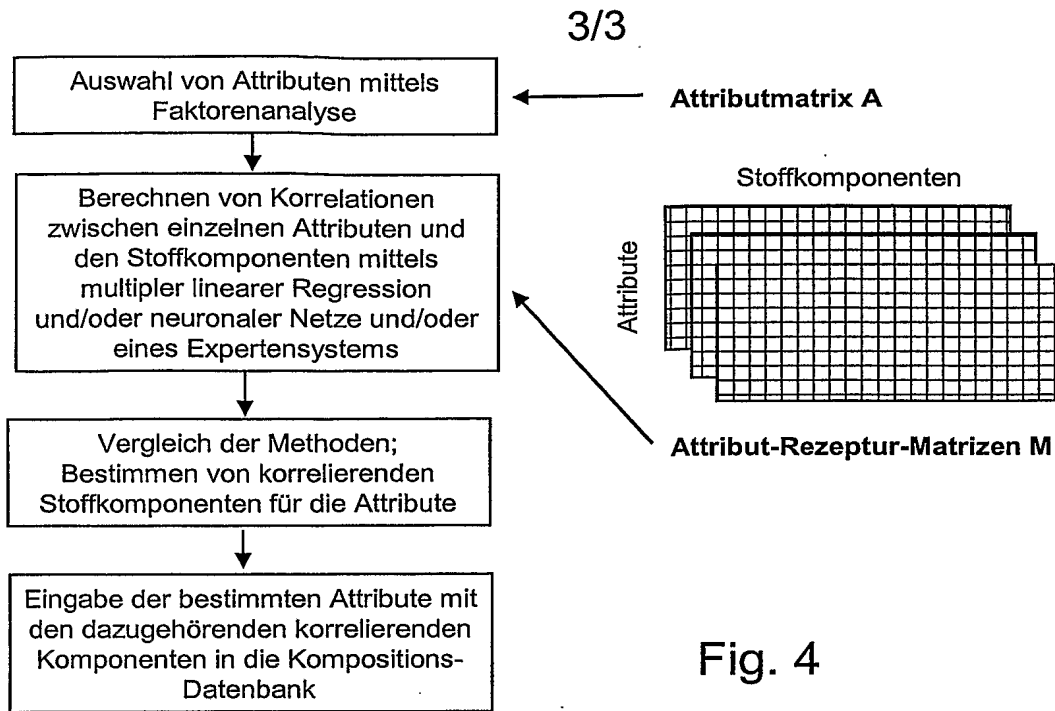 3/3
Auswahl von Attributen mittels
Faktorenanalyse
Attributmatrix A
Berechnen von Korrelationen
zwischen einzelnen Attributen und
den Stoffkomponenten mittels
multipler linearer Regression
und/oder neuronaler Netze und/oder
eines Expertensystems
Stoffkomponenten
Attribute
Attribut-Rezeptur-Matrizen M
Vergleich der Methoden;
Bestimmen von korrelierenden
Stoffkomponenten für die Attribute
Eingabe der bestimmten Attribute mit
den dazugehörenden korrelierenden
Komponenten in die Kompositions-
Datenbank
Fig. 4